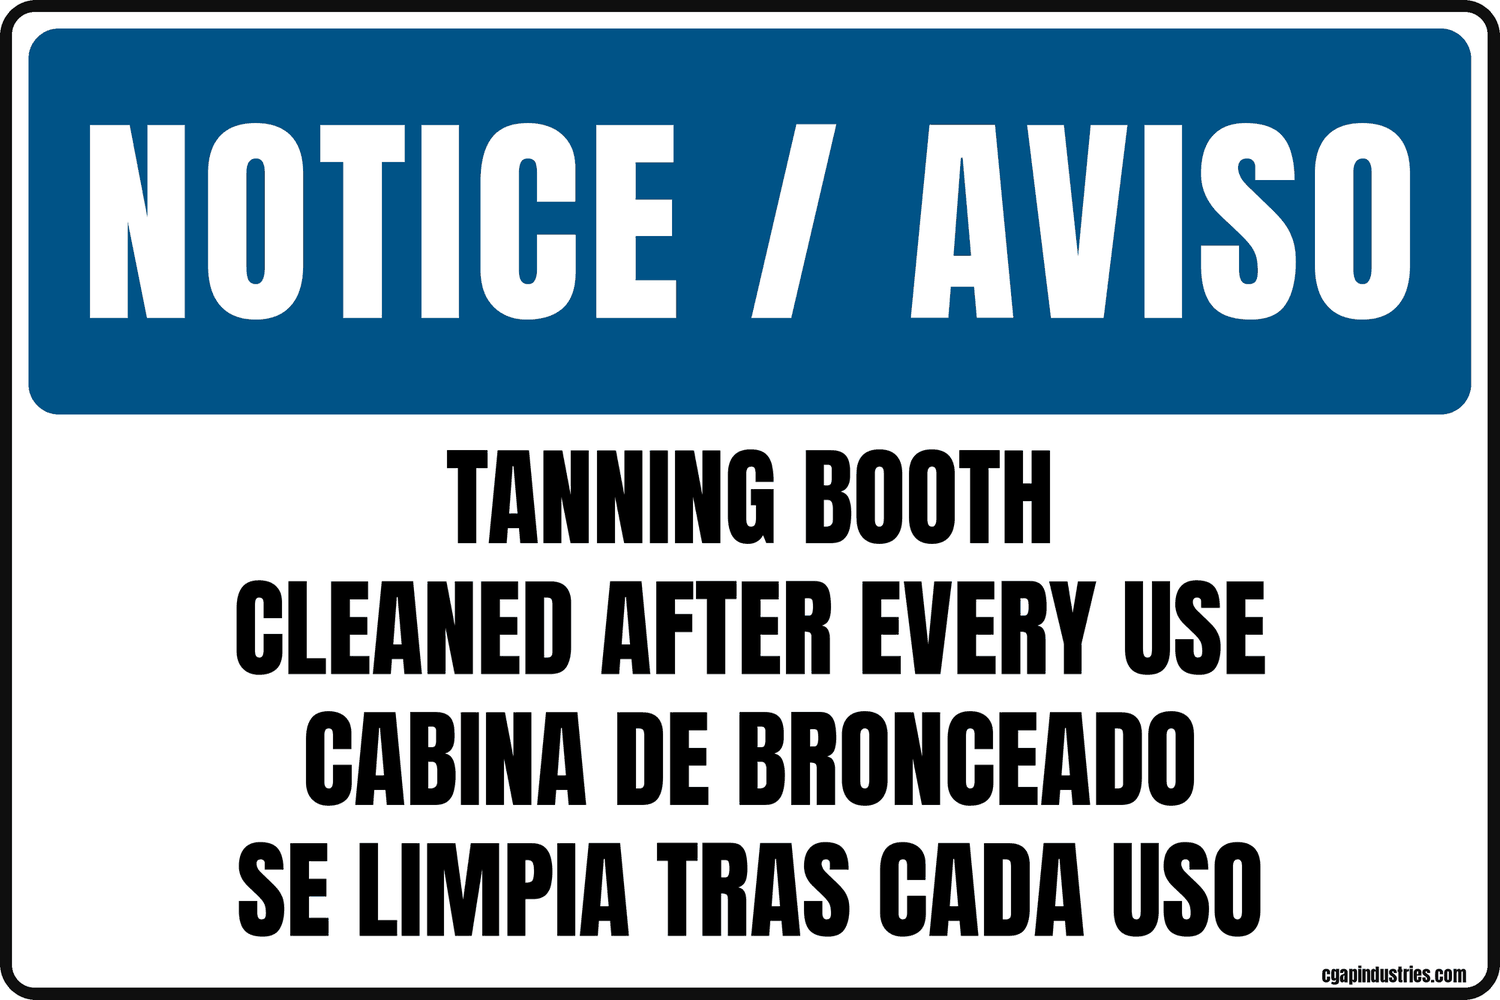 NOTICE / AVISO
TANNING BOOTH
CLEANED AFTER EVERY USE
CABINA DE BRONCEADO
SE LIMPIA TRAS CADA USO
cgapindustries.com